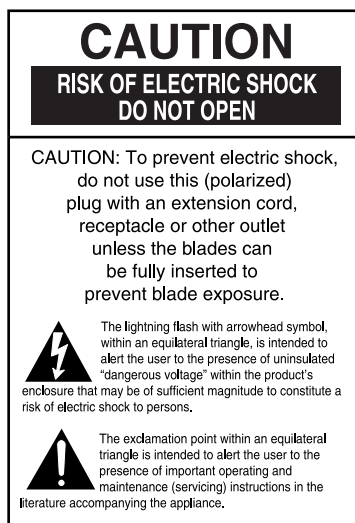 CAUTION
RISK OF ELECTRIC SHOCK
DO NOT OPEN
CAUTION: To prevent electric shock,
do not use this (polarized)
plug with an extension cord,
receptacle or other outlet
unless the blades can
be fully inserted to
prevent blade exposure.
The lightning flash with arrowhead symbol,
within an equilateral triangle, is intended to
alert the user to the presence of uninsulated
“dangerous voltage” within the product’s
enclosure that may be of sufficient magnitude to constitute a
risk of electric shock to persons.
The exclamation point within an equilateral
triangle is intended to alert the user to the
presence of important operating and
maintenance (servicing) instructions in the
literature accompanying the appliance.